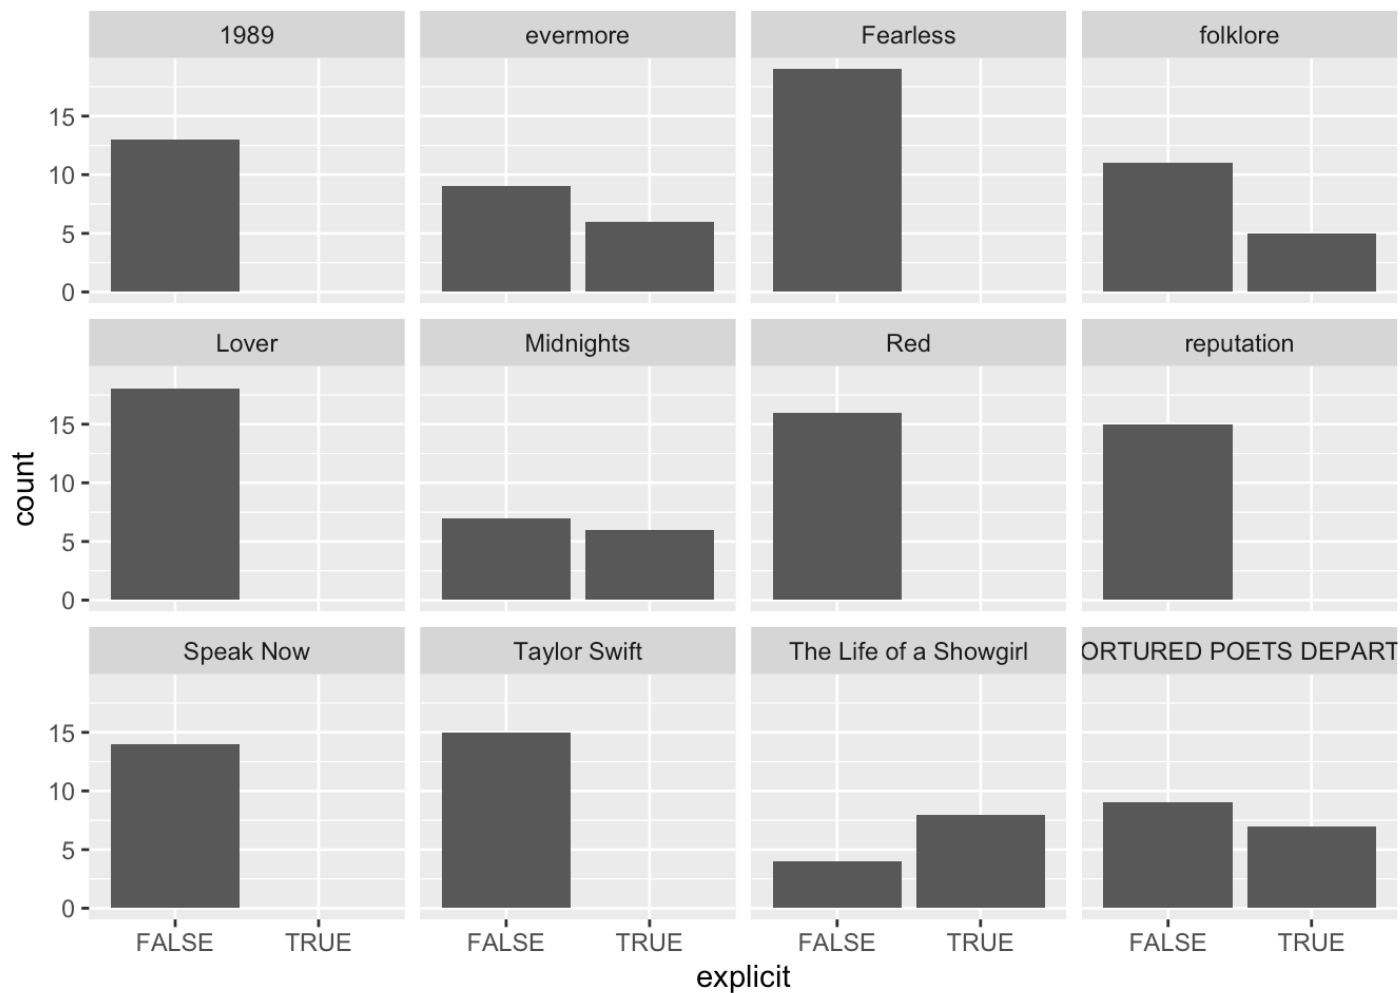 1989 evermore Fearless folklore
15
10
5
0
Lover Midnights Red reputation
15
10
5
0
count
Speak Now Taylor Swift The Life of a Showgirl ORTURED POETS DEPART
15
10
5
0
FALSE TRUE FALSE TRUE FALSE TRUE FALSE TRUE
explicit